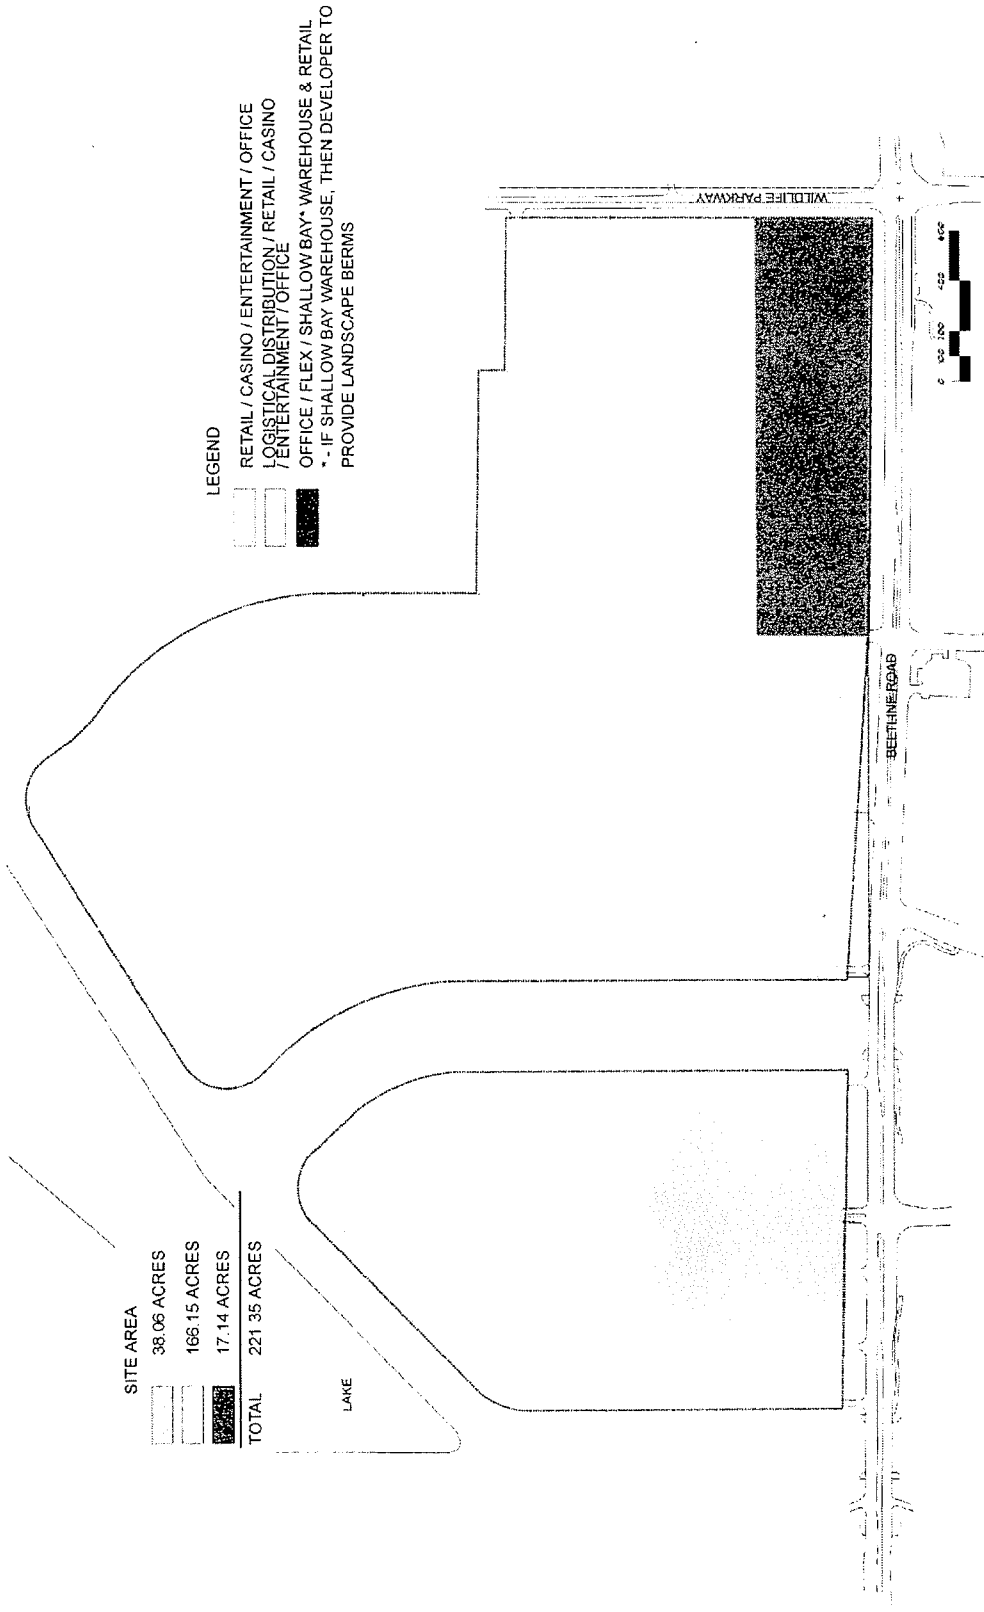 LEGEND
RETAIL / CASINO / ENTERTAINMENT / OFFICE
LOGISTICAL DISTRIBUTION / RETAIL / CASINO
/ ENTERTAINMENT / OFFICE
OFFICE / FLEX / SHALLOW BAY* WAREHOUSE & RETAIL
* - IF SHALLOW BAY WAREHOUSE, THEN DEVELOPER TO
PROVIDE LANDSCAPE BERMS
SITE AREA
38.06 ACRES
166.15 ACRES
17.14 ACRES
TOTAL 221 35 ACRES
LAKE
WILDLIFE PARKWAY
BELTLINE ROAD
0